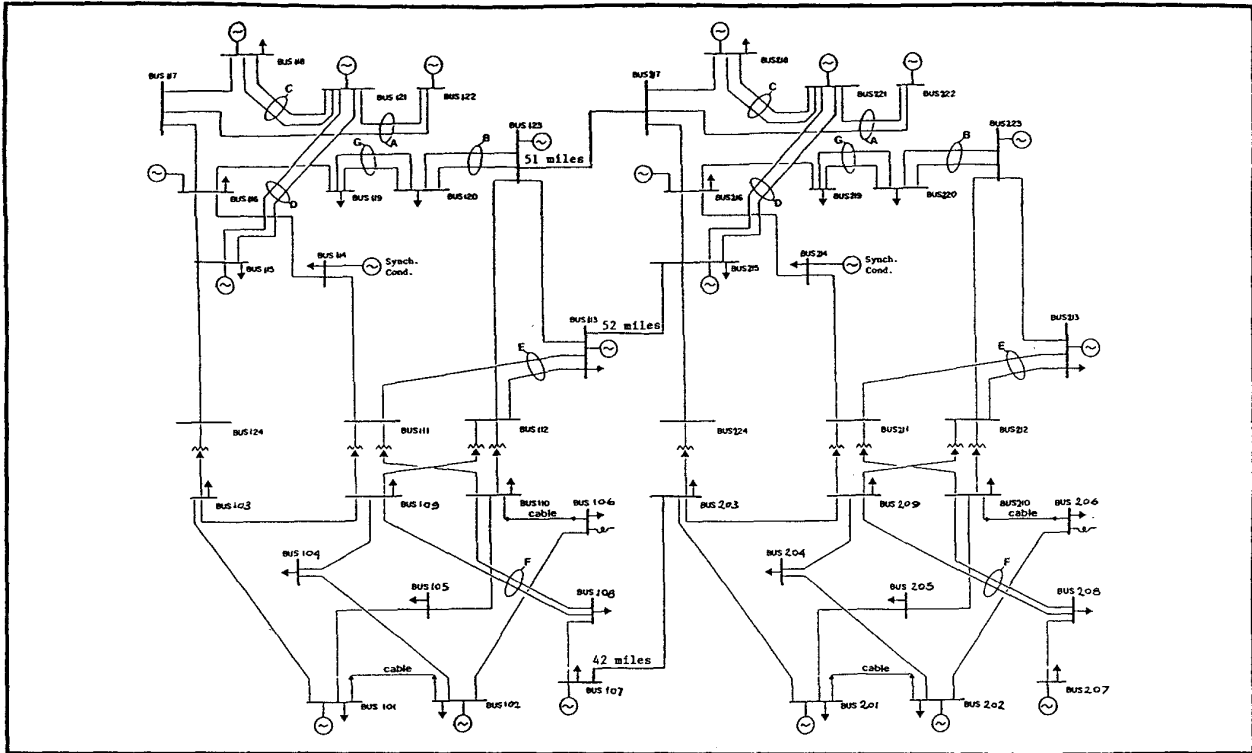 BUS 118
BUS 117
C
BUS 121
BUS 122
A
BUS 123
B
G
51 miles
BUS 116
D
BUS 119
BUS 120
BUS 115
BUS 114
Synch.
Cond.
BUS 113
52 miles
E
BUS 124
BUS 111
BUS 112
BUS 103
BUS 109
BUS 110
cable
BUS 106
BUS 104
BUS 105
F
BUS 108
cable
42 miles
BUS 107
BUS 101
BUS 102
BUS 218
BUS 217
C
BUS 221
BUS 222
A
BUS 223
B
G
BUS 216
D
BUS 219
BUS 220
BUS 215
BUS 214
Synch.
Cond.
BUS 213
E
BUS 224
BUS 211
BUS 212
BUS 203
BUS 209
BUS 210
cable
BUS 206
BUS 204
BUS 205
F
BUS 208
cable
BUS 207
BUS 201
BUS 202